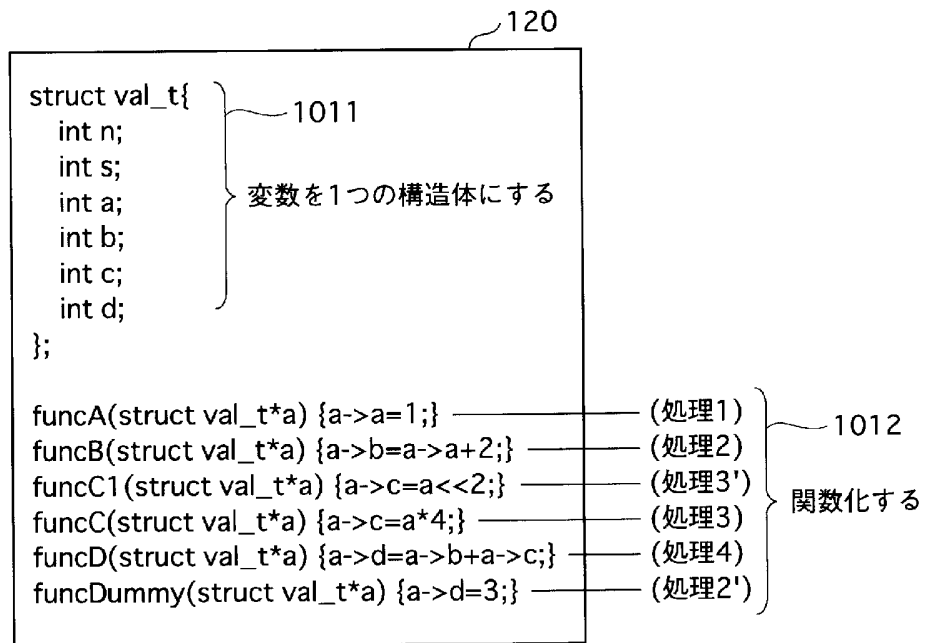 120
struct val_t{
int n;
int s;
int a;
int b;
int c;
int d;
};
1011
変数を1つの構造体にする
funcA(struct val_t*a) {a->a=1;} (処理1)
funcB(struct val_t*a) {a->b=a->a+2;} (処理2)
funcC1(struct val_t*a) {a->c=a<<2;} (処理3')
funcC(struct val_t*a) {a->c=a*4;} (処理3)
funcD(struct val_t*a) {a->d=a->b+a->c;} (処理4)
funcDummy(struct val_t*a) {a->d=3;} (処理2')
1012
関数化する